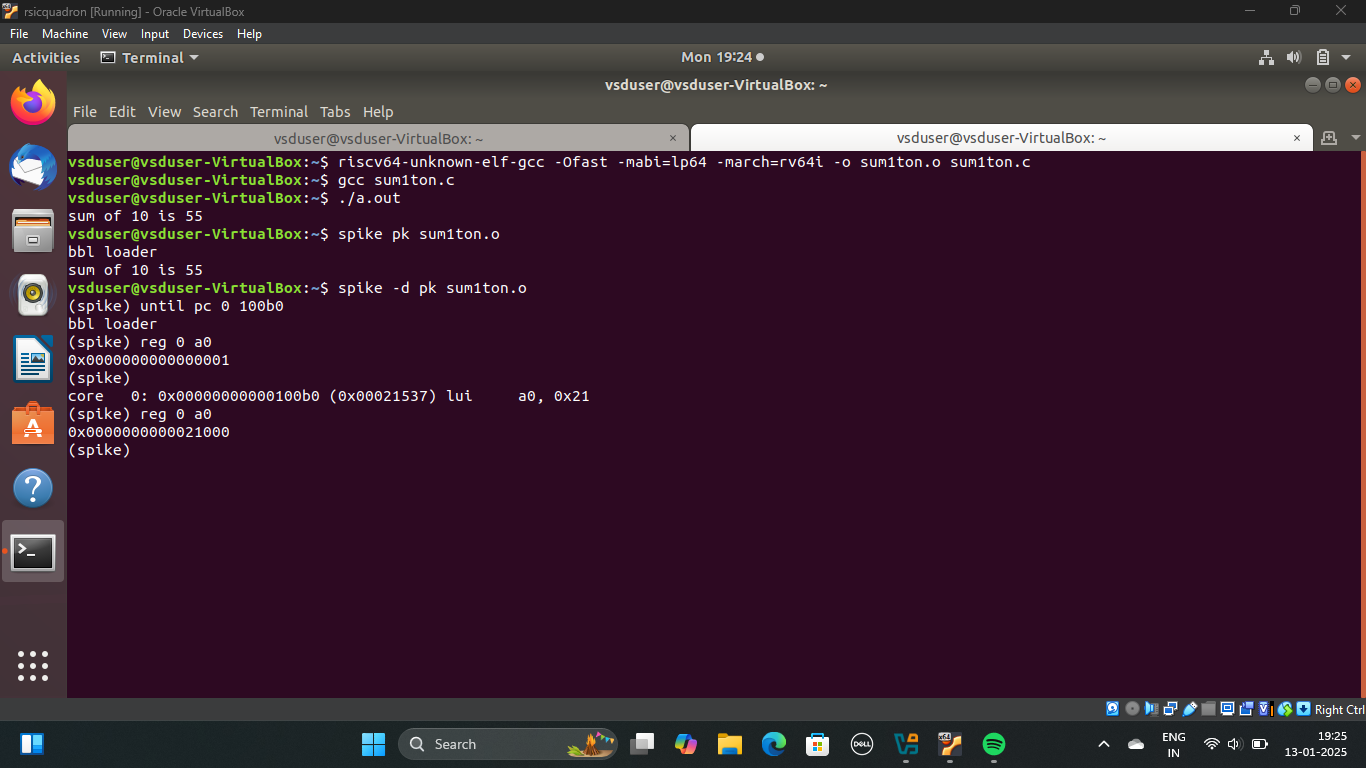 rsicquadron [Running] - Oracle VirtualBox
File Machine View Input Devices Help
Activities Terminal Mon 19:24
vsduser@vsduser-VirtualBox: ~
File Edit View Search Terminal Tabs Help
vsduser@vsduser-VirtualBox: ~ × vsduser@vsduser-VirtualBox: ~ ×
vsduser@vsduser-VirtualBox:~$ riscv64-unknown-elf-gcc -Ofast -mabi=lp64 -march=rv64i -o sum1ton.o sum1ton.c
vsduser@vsduser-VirtualBox:~$ gcc sum1ton.c
vsduser@vsduser-VirtualBox:~$ ./a.out
sum of 10 is 55
vsduser@vsduser-VirtualBox:~$ spike pk sum1ton.o
bbl loader
sum of 10 is 55
vsduser@vsduser-VirtualBox:~$ spike -d pk sum1ton.o
(spike) until pc 0 100b0
bbl loader
(spike) reg 0 a0
0x0000000000000001
(spike)
core   0: 0x00000000000100b0 (0x00021537) lui     a0, 0x21
(spike) reg 0 a0
0x0000000000021000
(spike)
Right Ctrl
Search
DELL
x64
ENG
IN
19:25
13-01-2025